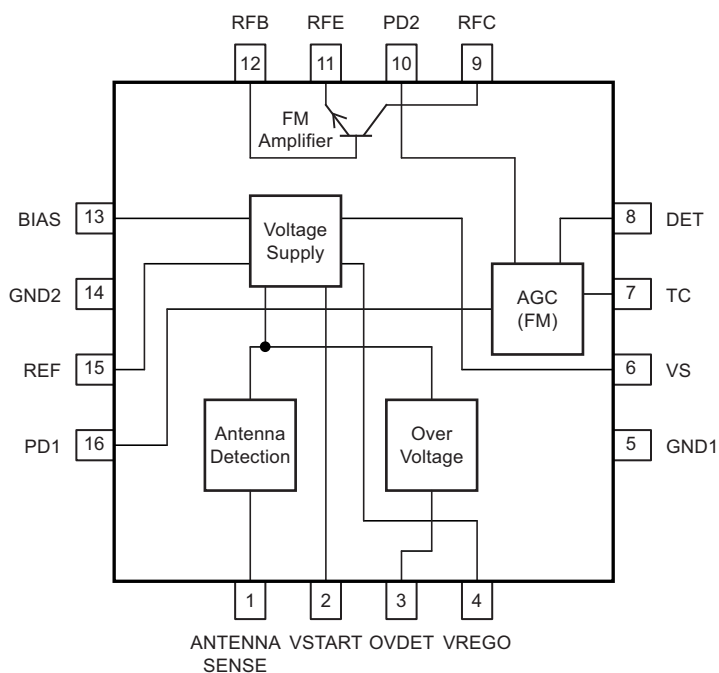 RFB RFE PD2 RFC
12 11 10 9
FM
Amplifier
BIAS 13
Voltage
Supply
8 DET
GND2 14
AGC
(FM)
7 TC
REF 15
6 VS
PD1 16
Antenna
Detection
Over
Voltage
5 GND1
1 2 3 4
ANTENNA
SENSE
VSTART OVDET VREGO